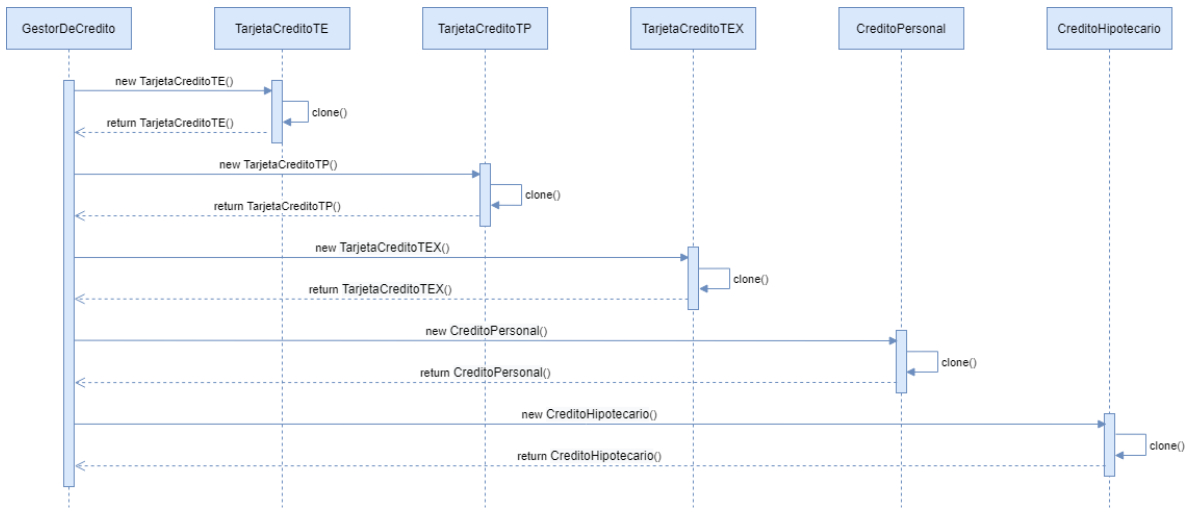 GestorDeCredito
TarjetaCreditoTE
TarjetaCreditoTP
TarjetaCreditoTEX
CreditoPersonal
CreditoHipotecario
new TarjetaCreditoTE()
clone()
return TarjetaCreditoTE()
new TarjetaCreditoTP()
clone()
return TarjetaCreditoTP()
new TarjetaCreditoTEX()
clone()
return TarjetaCreditoTEX()
new CreditoPersonal()
clone()
return CreditoPersonal()
new CreditoHipotecario()
clone()
return CreditoHipotecario()